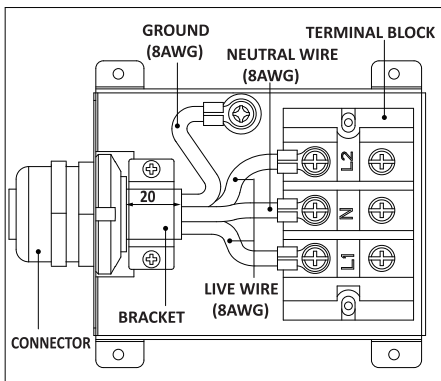 GROUND
(8AWG)
TERMINAL BLOCK
NEUTRAL WIRE
(8AWG)
L2
20
N
L1
LIVE WIRE
(8AWG)
BRACKET
CONNECTOR